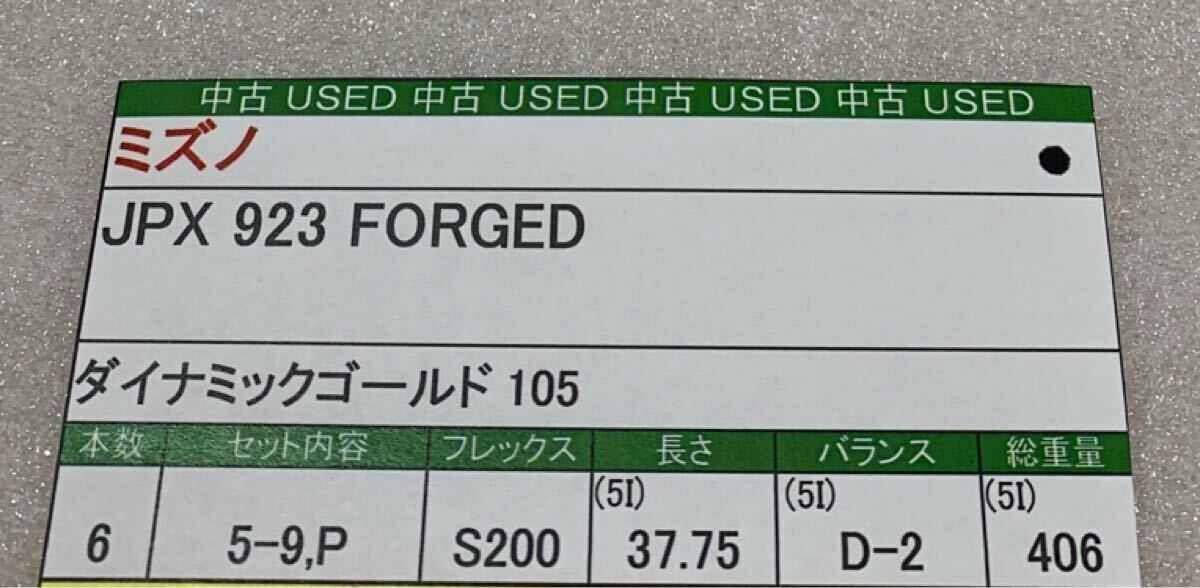 中古 USED 中古 USED 中古 USED 中古 USED
ミズノ
JPX 923 FORGED
ダイナミックゴールド 105
本数 セット内容 フレックス 長さ バランス 総重量
(5I) (5I) (5I)
6 5-9,P S200 37.75 D-2 406